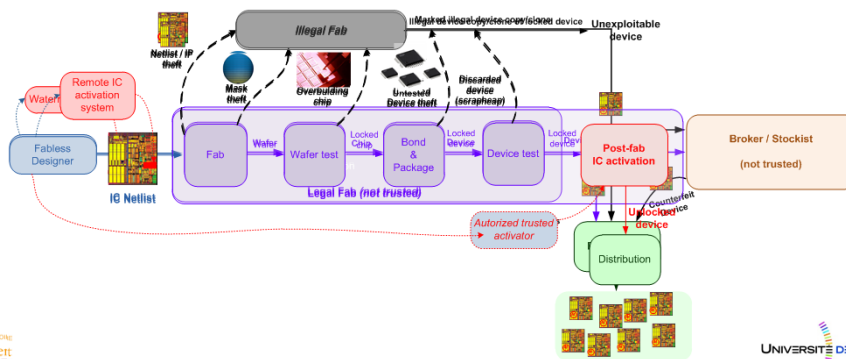 Illegal Fab
Marked illegal device copy/clone
Illegal device copy/clone of locked device
Unexploitable
device
Netlist / IP
theft
Mask
theft
Overbulding
chip
Untested
Device theft
Discarded
device
(scrapheap)
Remote IC
activation
system
Fabless
Designer
IC Netlist
Fab
Wafer
Wafer test
Locked
chip
Bond
&
Package
Locked
Device
Device test
Locked
device
Post-fab
IC activation
Broker / Stockist
(not trusted)
Legal Fab (not trusted)
Counterfeit
device
Unlocked
device
Autorized trusted
activator
Distribution
UNIVERSITÉ